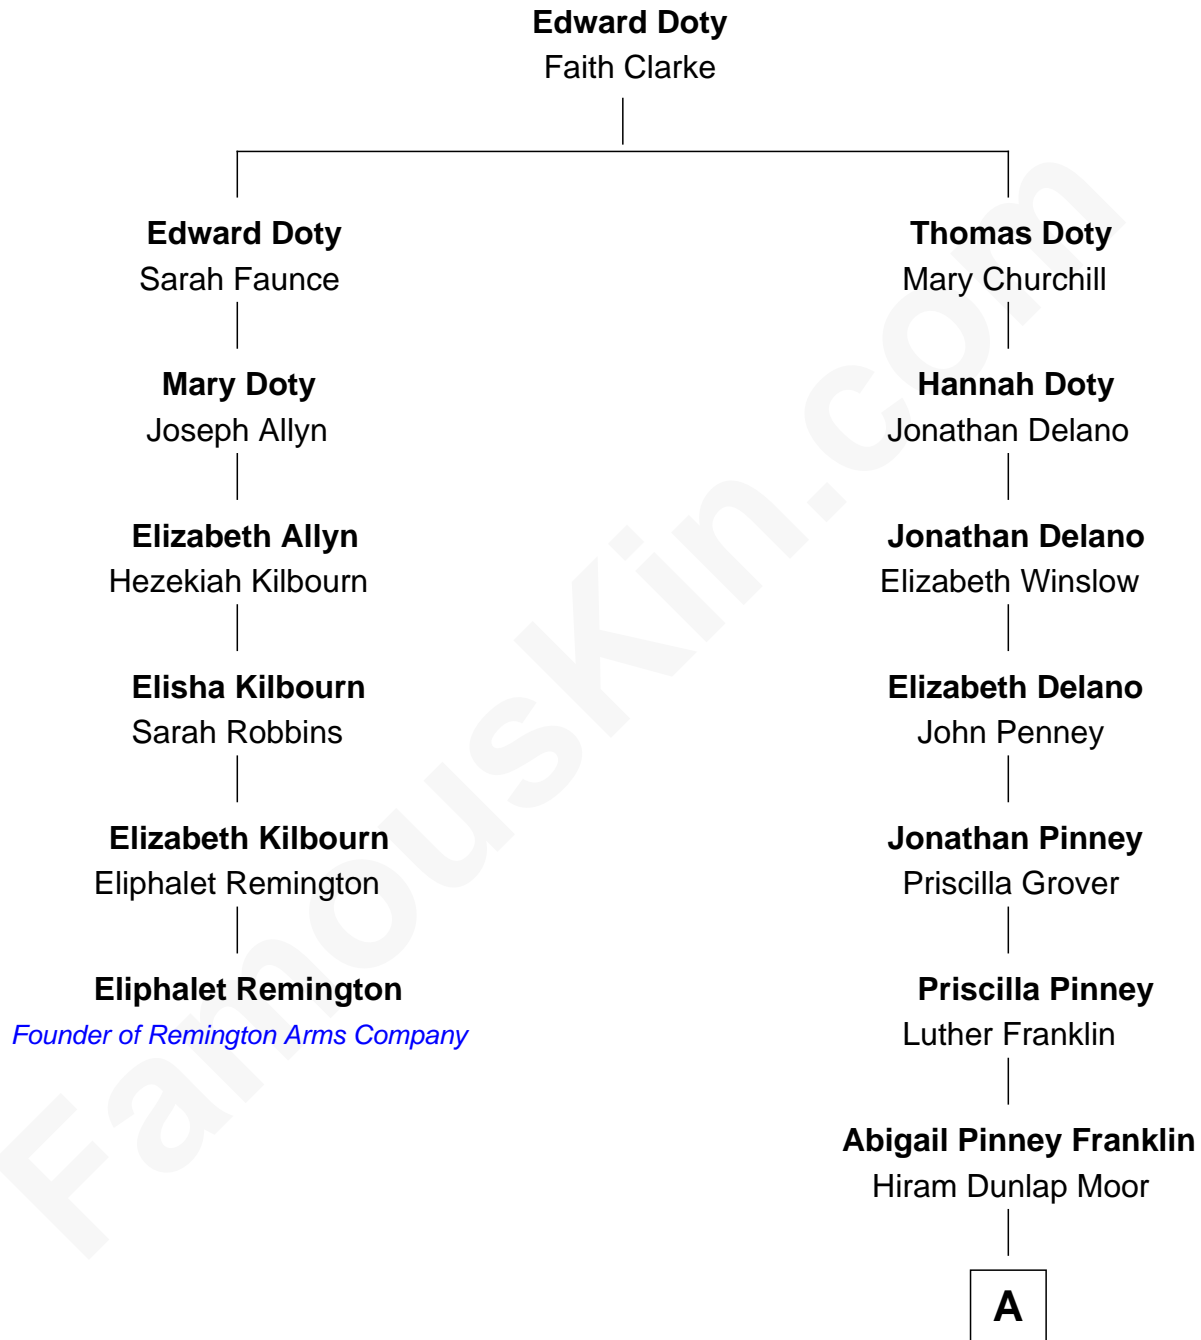 Edward Doty
Faith Clarke
Edward Doty
Sarah Faunce
Thomas Doty
Mary Churchill
Mary Doty
Joseph Allyn
Hannah Doty
Jonathan Delano
Elizabeth Allyn
Hezekiah Kilbourn
Jonathan Delano
Elizabeth Winslow
Elisha Kilbourn
Sarah Robbins
Elizabeth Delano
John Penney
Elizabeth Kilbourn
Eliphalet Remington
Jonathan Pinney
Priscilla Grover
Eliphalet Remington
Founder of Remington Arms Company
Priscilla Pinney
Luther Franklin
Abigail Pinney Franklin
Hiram Dunlap Moor
A
FamousKin.com